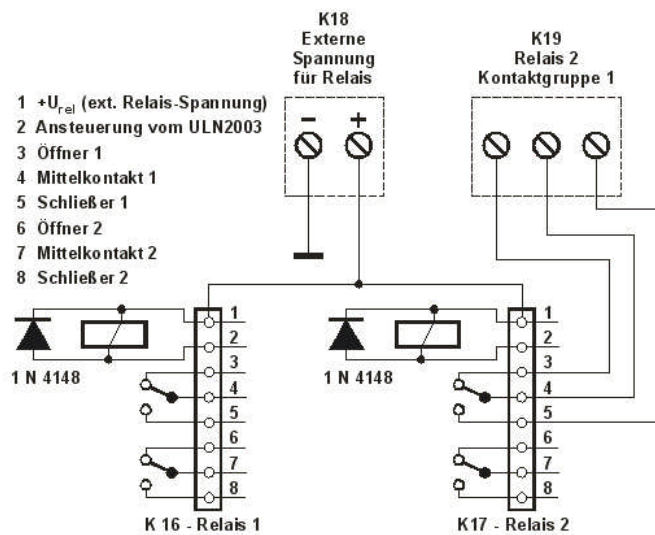 K18
Externe
Spannung
für Relais
K19
Relais 2
Kontaktgruppe 1
1 +Urel (ext. Relais-Spannung)
2 Ansteuerung vom ULN2003
3 Öffner 1
4 Mittelkontakt 1
5 Schließer 1
6 Öffner 2
7 Mittelkontakt 2
8 Schließer 2
- +
1 N 4148
1
2
3
4
5
6
7
8
K 16 - Relais 1
1 N 4148
1
2
3
4
5
6
7
8
K17 - Relais 2